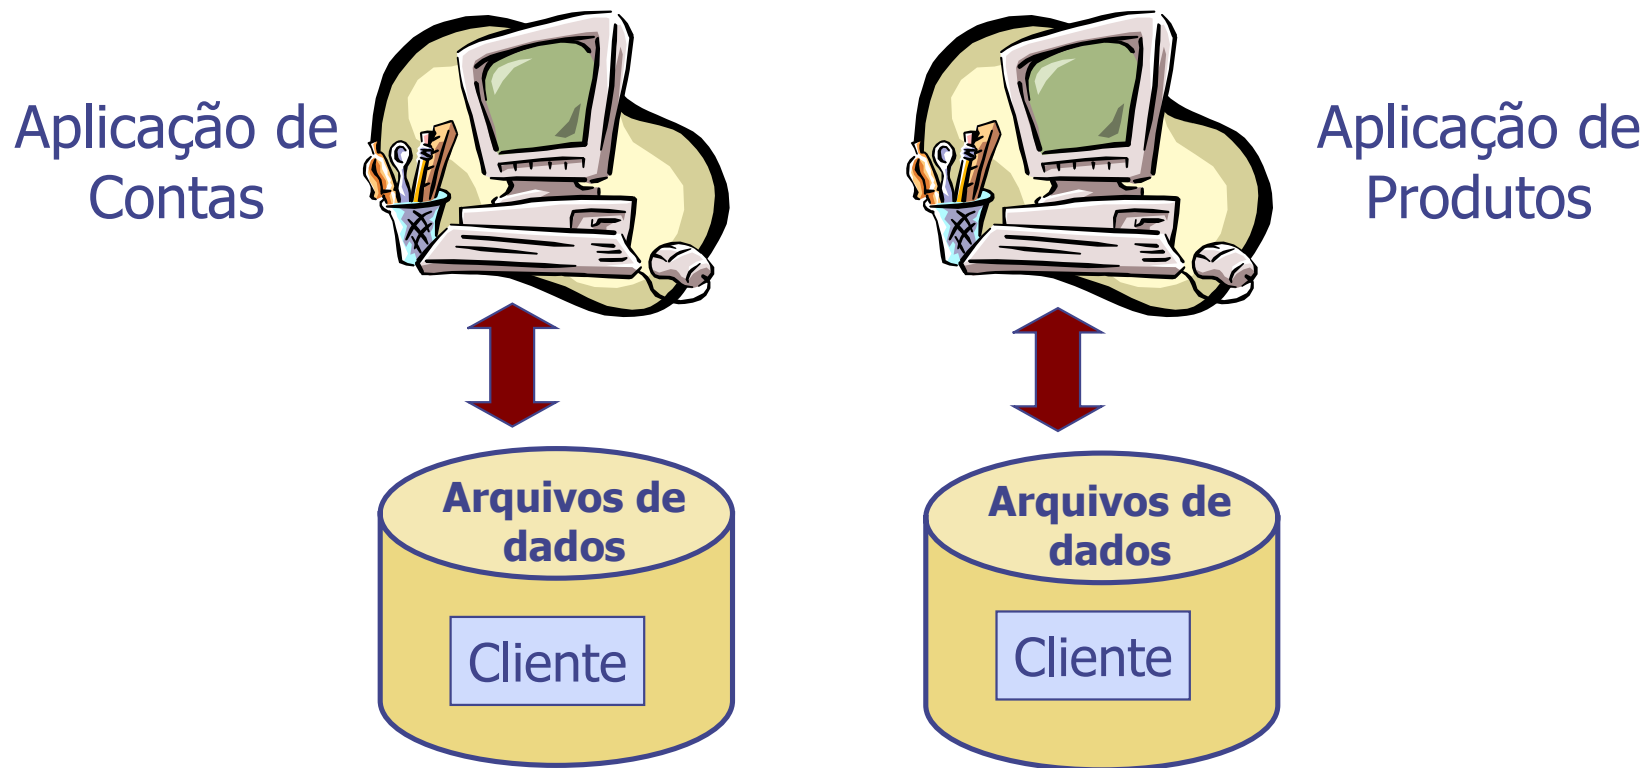 Aplicação de
Contas
Aplicação de
Produtos
Arquivos de
dados
Cliente
Arquivos de
dados
Cliente